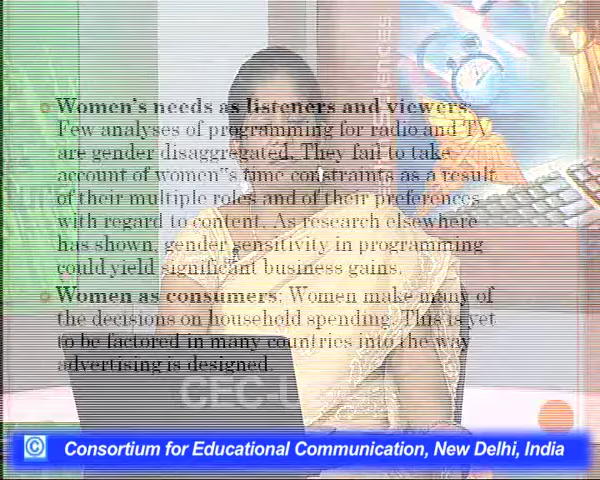 Women's needs as listeners and viewers:
Few analyses of programming for radio and TV
are gender disaggregated. They fail to take
account of women"s time constraints as a result
of their multiple roles and of their preferences
with regard to content. As research elsewhere
has shown, gender sensitivity in programming
could yield significant business gains.
Women as consumers: Women make many of
the decisions on household spending. This is yet
to be factored in many countries into the way
advertising is designed.
CEC-U
© Consortium for Educational Communication, New Delhi, India